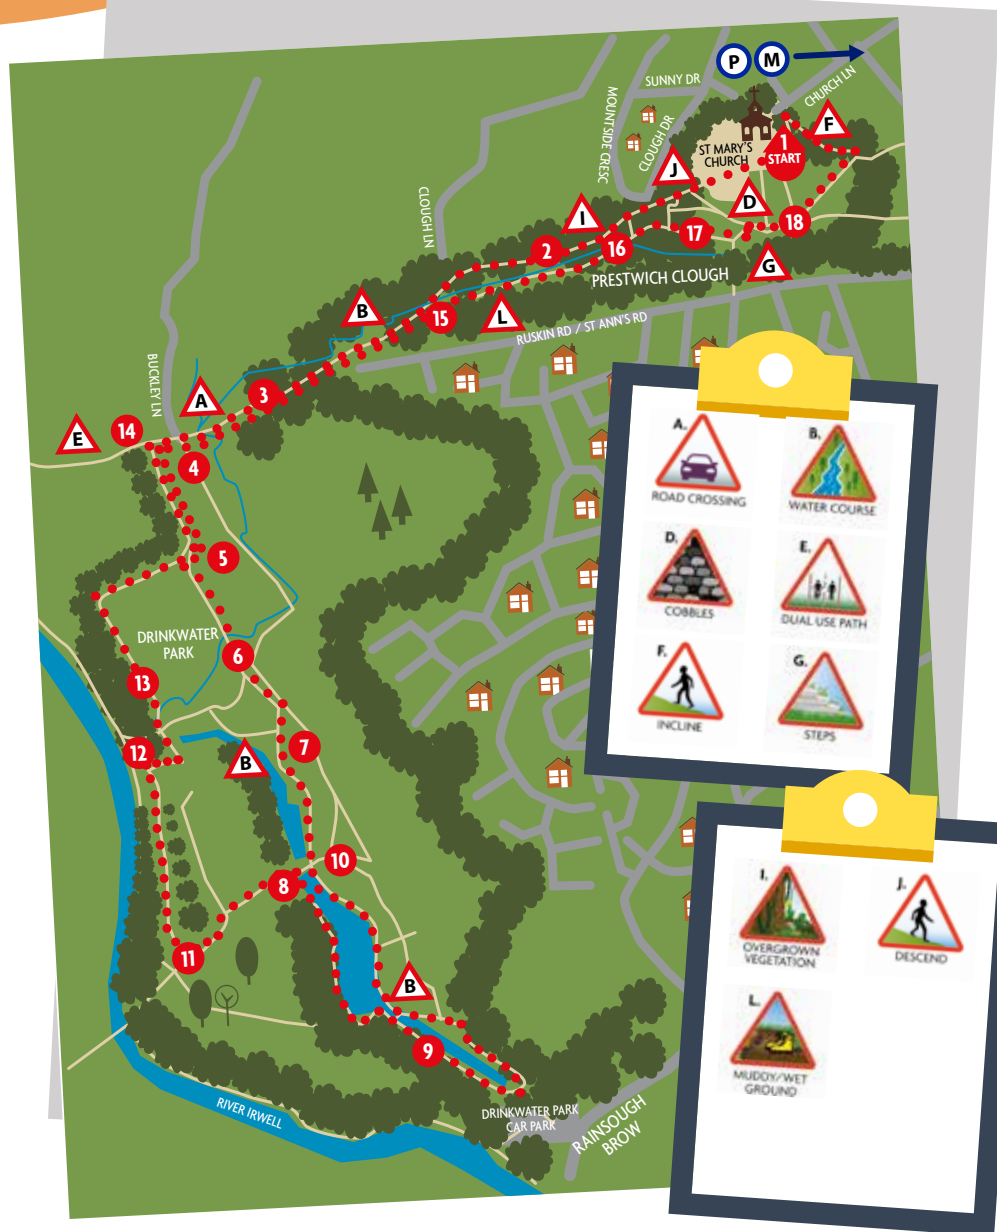 P M
SUNNY DR
CHURCH LN
MOUNTSIDE CRESC
CLOUGH DR
F
1
START
ST MARY'S
CHURCH
J
D
CLOUGH LN
I
18
17
2
16
G
PRESTWICH CLOUGH
B
15
L
RUSKIN RD / ST ANN'S RD
BUCKLEY LN
A
3
E
14
4
5
DRINKWATER
PARK
6
13
7
12
B
10
8
11
B
9
RIVER IRWELL
DRINKWATER PARK
CAR PARK
RAINSOUGH
BROW
A.
ROAD CROSSING
B.
WATER COURSE
D.
COBBLES
E.
DUAL USE PATH
F.
INCLINE
G.
STEPS
I.
OVERGROWN
VEGETATION
J.
DESCEND
L.
MUDDY/WET
GROUND